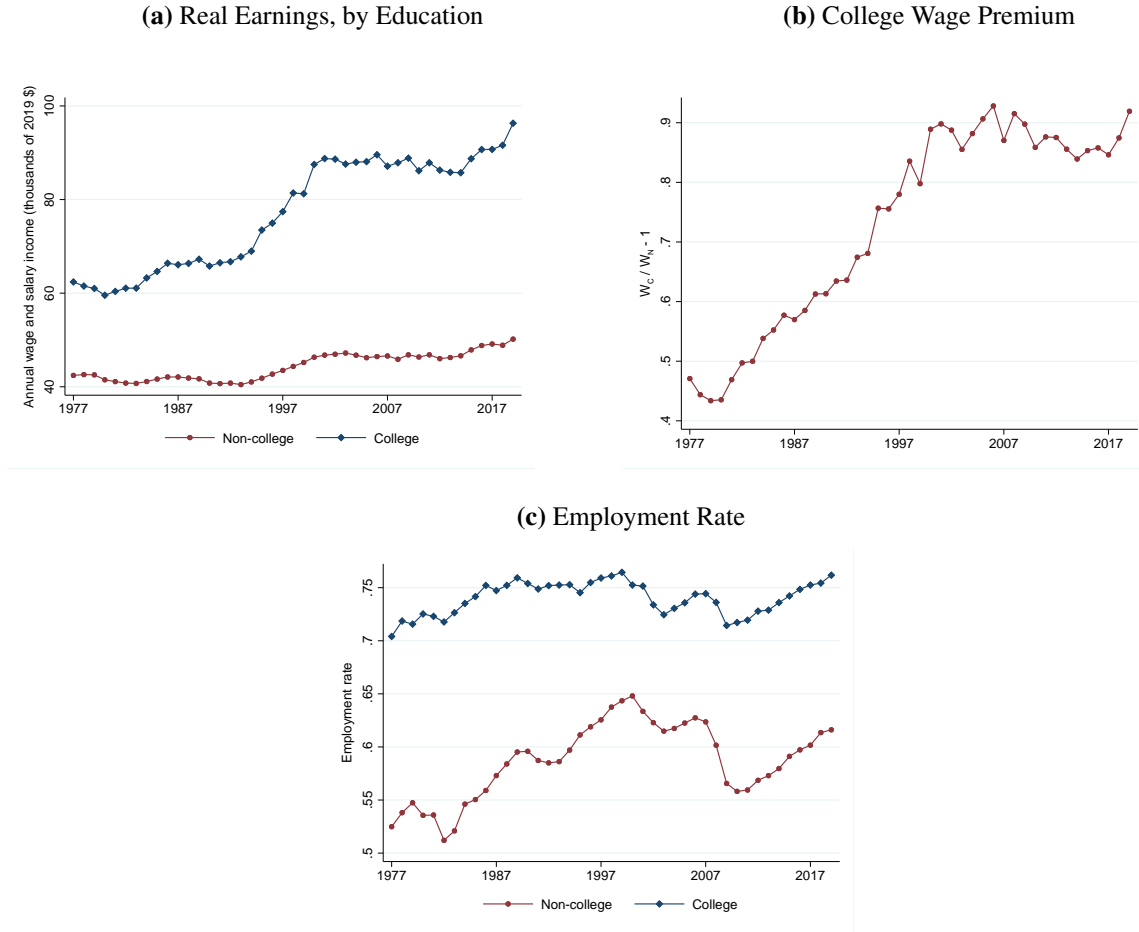 (a) Real Earnings, by Education
Annual wage and salary income (thousands of 2019 $)
100
80
60
40
1977 1987 1997 2007 2017
Non-college College
(b) College Wage Premium
W_C / W_N - 1
.9
.8
.7
.6
.5
.4
1977 1987 1997 2007 2017
(c) Employment Rate
Employment rate
.75
.7
.65
.6
.55
.5
1977 1987 1997 2007 2017
Non-college College